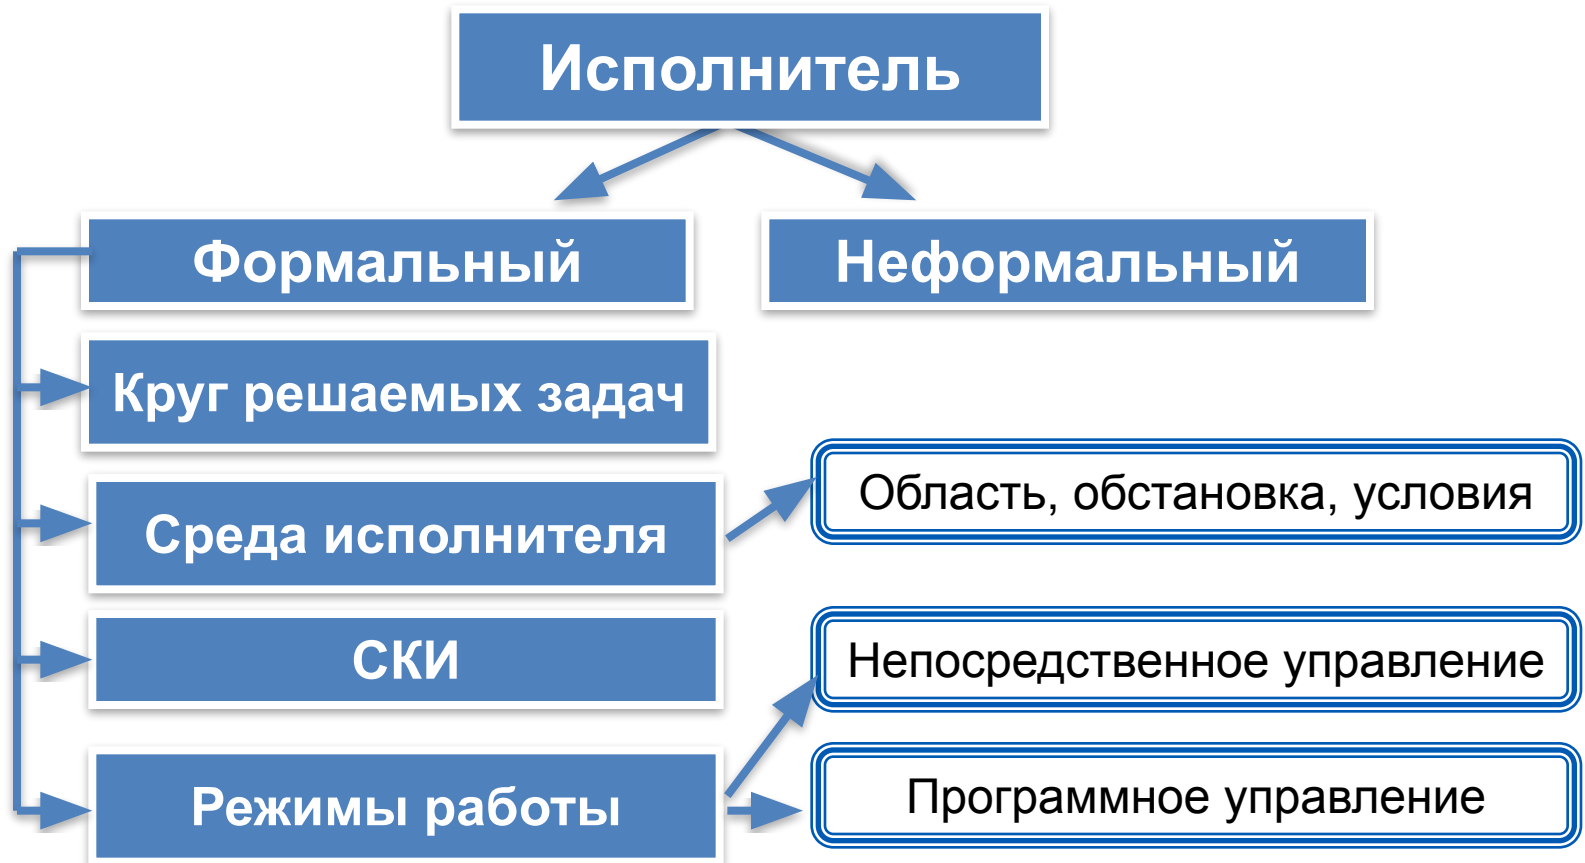 Исполнитель
Формальный
Неформальный
Круг решаемых задач
Среда исполнителя
Область, обстановка, условия
СКИ
Непосредственное управление
Режимы работы
Программное управление